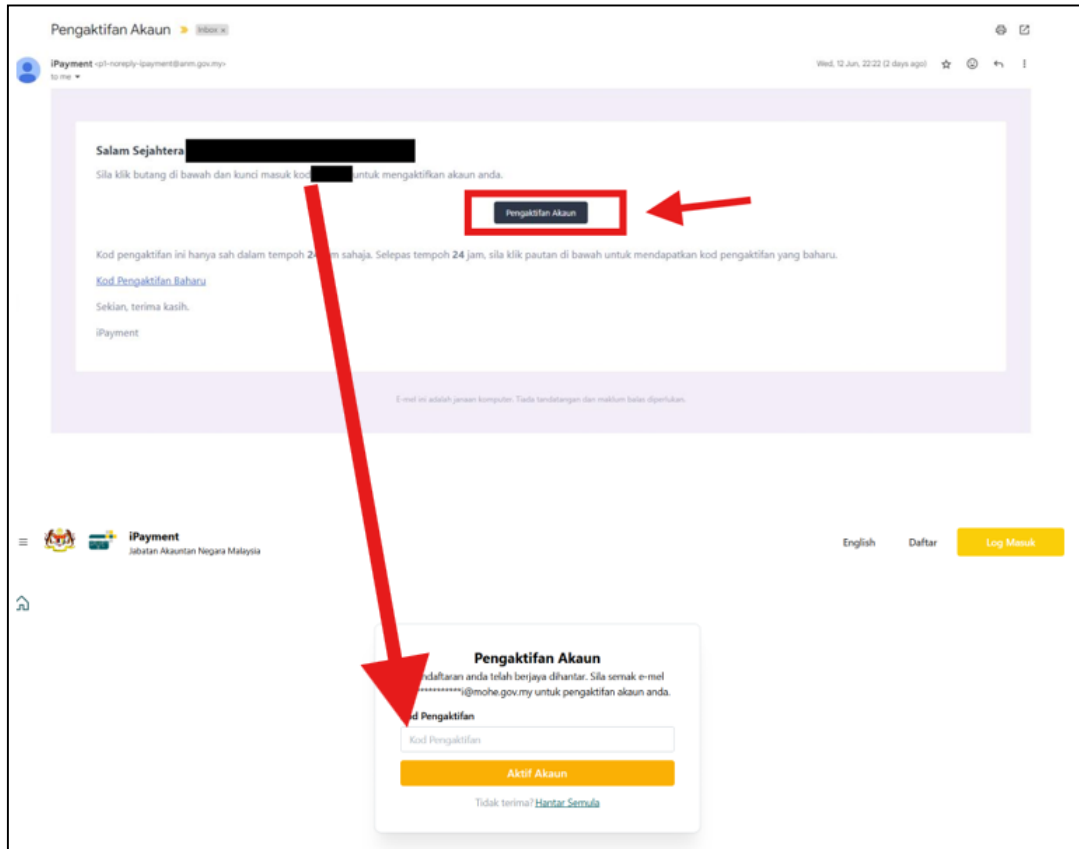 Pengaktifan Akaun Inbox x
iPayment <p1-noreply-ipayment@anm.gov.my> Wed, 12 Jun, 22:22 (2 days ago)
to me
Salam Sejahtera
Sila klik butang di bawah dan kunci masuk kod untuk mengaktifkan akaun anda.
Pengaktifan Akaun
Kod pengaktifan ini hanya sah dalam tempoh 24 jam sahaja. Selepas tempoh 24 jam, sila klik pautan di bawah untuk mendapatkan kod pengaktifan yang baharu.
Kod Pengaktifan Baharu
Sekian, terima kasih.
iPayment
E-mel ini adalah janaan komputer. Tiada tandatangan dan maklum balas diperlukan.
iPayment
Jabatan Akauntan Negara Malaysia
English Daftar Log Masuk
Pengaktifan Akaun
ndaftaran anda telah berjaya dihantar. Sila semak e-mel
***********i@mohe.gov.my untuk pengaktifan akaun anda.
d Pengaktifan
Kod Pengaktifan
Aktif Akaun
Tidak terima? Hantar Semula